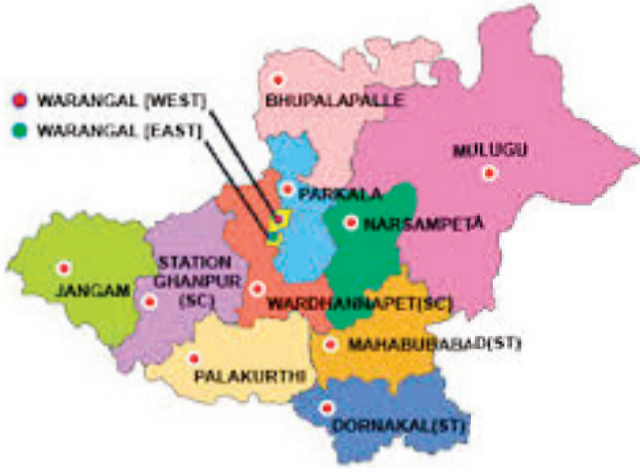 WARANGAL [WEST]
WARANGAL [EAST]
BHUPALAPALLE
MULUGU
PARKALA
NARSAMPETA
STATION
GHANPUR
(SC)
JANGAM
WARDHANNAPET(SC)
MAHABUBABAD(ST)
PALAKURTHI
DORNAKAL(ST)